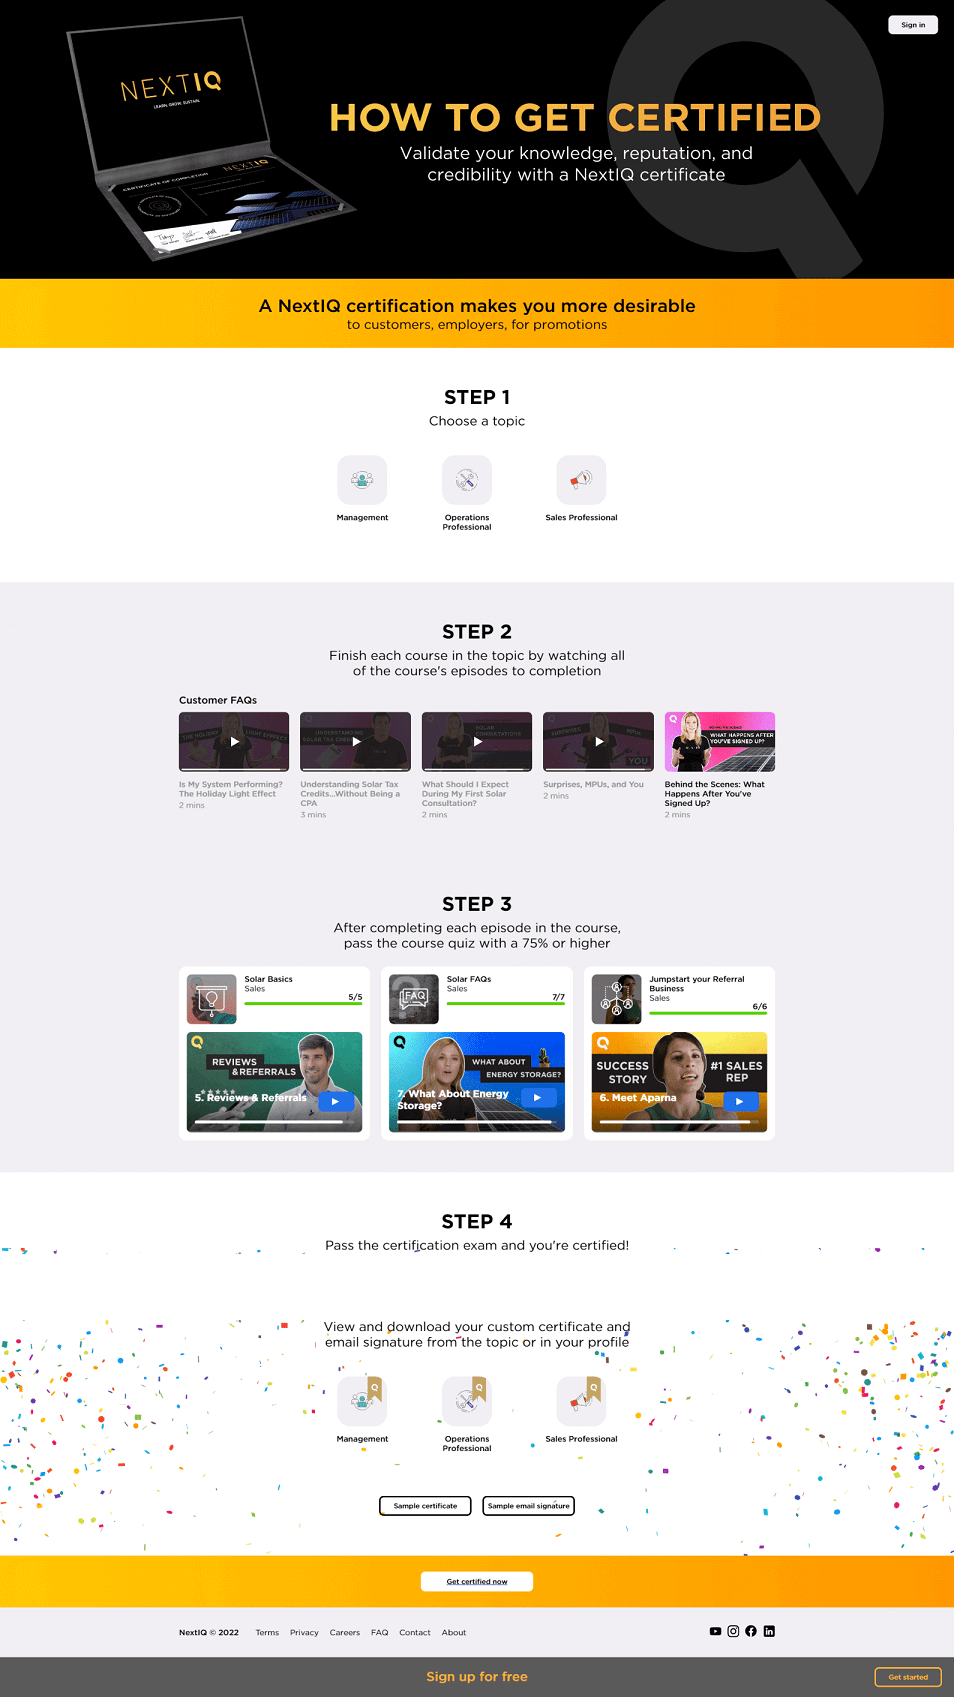 Sign in
NEXTIQ
LEARN. GROW. SUSTAIN.
NEXTIQ
CERTIFICATE OF COMPLETION
HOW TO GET CERTIFIED
Validate your knowledge, reputation, and
credibility with a NextIQ certificate
A NextIQ certification makes you more desirable
to customers, employers, for promotions
STEP 1
Choose a topic
Management
Operations
Professional
Sales Professional
STEP 2
Finish each course in the topic by watching all
of the course's episodes to completion
Customer FAQs
THE HOLIDAY
LIGHT EFFECT
Is My System Performing?
The Holiday Light Effect
2 mins
UNDERSTANDING
SOLAR TAX CREDITS
Understanding Solar Tax
Credits...Without Being a
CPA
3 mins
SOLAR
CONSULTATIONS
What Should I Expect
During My First Solar
Consultation?
2 mins
SURPRISES,
MPUs,
YOU
Surprises, MPUs, and You
2 mins
BEHIND THE SCENES:
WHAT HAPPENS AFTER
YOU'VE SIGNED UP?
Behind the Scenes: What
Happens After You've
Signed Up?
2 mins
STEP 3
After completing each episode in the course,
pass the course quiz with a 75% or higher
Solar Basics
Sales
5/5
REVIEWS
&REFERRALS
5. Reviews & Referrals
FAQ
Solar FAQs
Sales
7/7
WHAT ABOUT
ENERGY STORAGE?
7. What About Energy
Storage?
Jumpstart your Referral
Business
Sales
6/6
SUCCESS
STORY
#1 SALES
REP
6. Meet Aparna
STEP 4
Pass the certification exam and you're certified!
View and download your custom certificate and
email signature from the topic or in your profile
Management
Operations
Professional
Sales Professional
Sample certificate
Sample email signature
Get certified now
NextIQ © 2022
Terms
Privacy
Careers
FAQ
Contact
About
Sign up for free
Get started